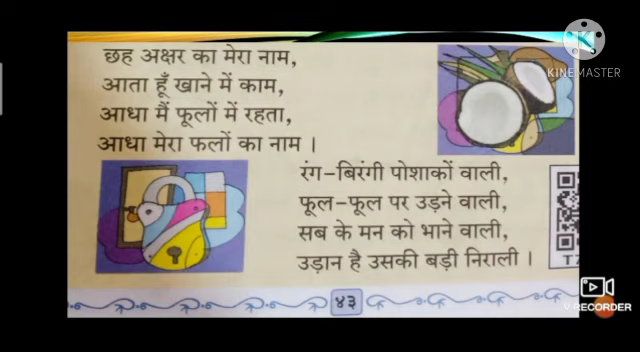 छह अक्षर का मेरा नाम,
आता हूँ खाने में काम,
आधा मैं फूलों में रहता,
आधा मेरा फलों का नाम ।
रंग-बिरंगी पोशाकों वाली,
फूल-फूल पर उड़ने वाली,
सब के मन को भाने वाली,
उड़ान है उसकी बड़ी निराली ।
४३
KINEMASTER
V-RECORDER